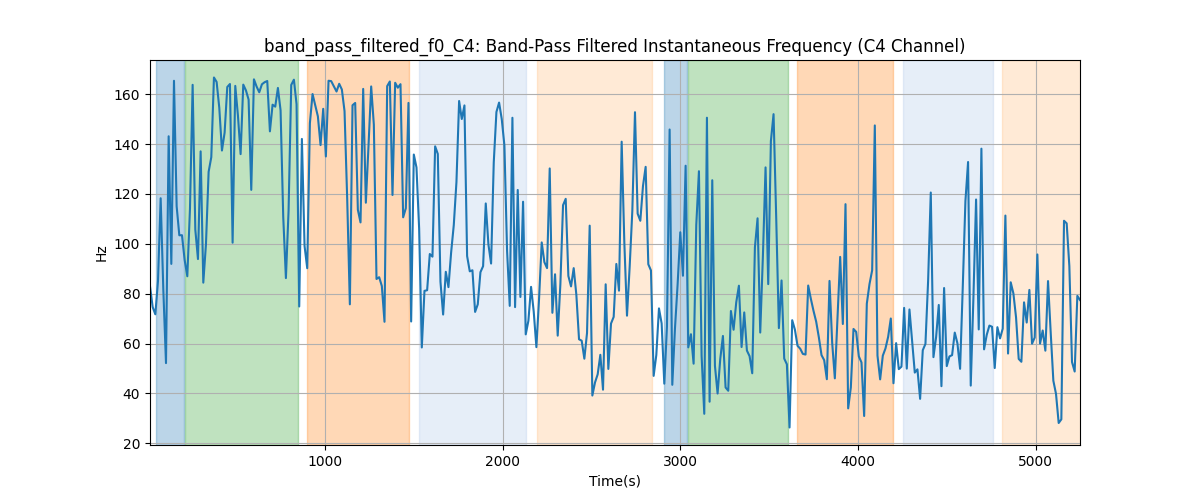 band_pass_filtered_f0_C4: Band-Pass Filtered Instantaneous Frequency (C4 Channel)
160
140
120
100
80
60
40
20
Hz
1000 2000 3000 4000 5000
Time(s)